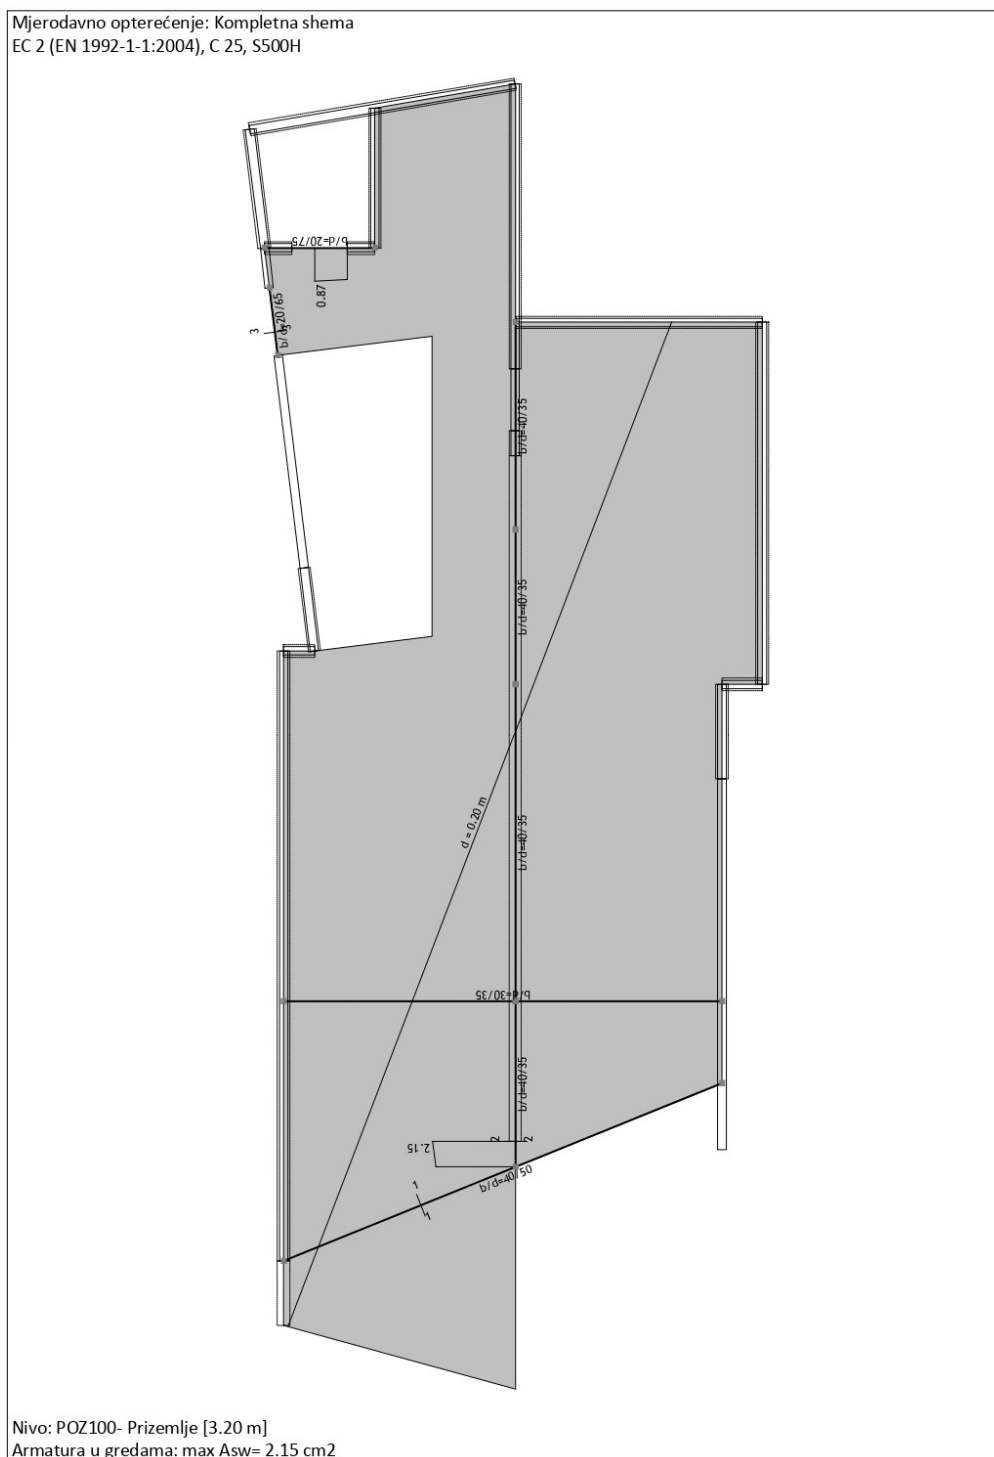 Mjerodavno opterećenje: Kompletna shema
EC 2 (EN 1992-1-1:2004), C 25, S500H
b/d=20/75
0.87
b/d=20/65
3
3
b/d=40/35
b/d=40/35
d = 0.20 m
b/d=40/35
b/d=30/35
b/d=40/35
2
2
2.15
b/d=40/50
1
1
Nivo: POZ100- Prizemlje [3.20 m]
Armatura u gredama: max Asw= 2.15 cm2